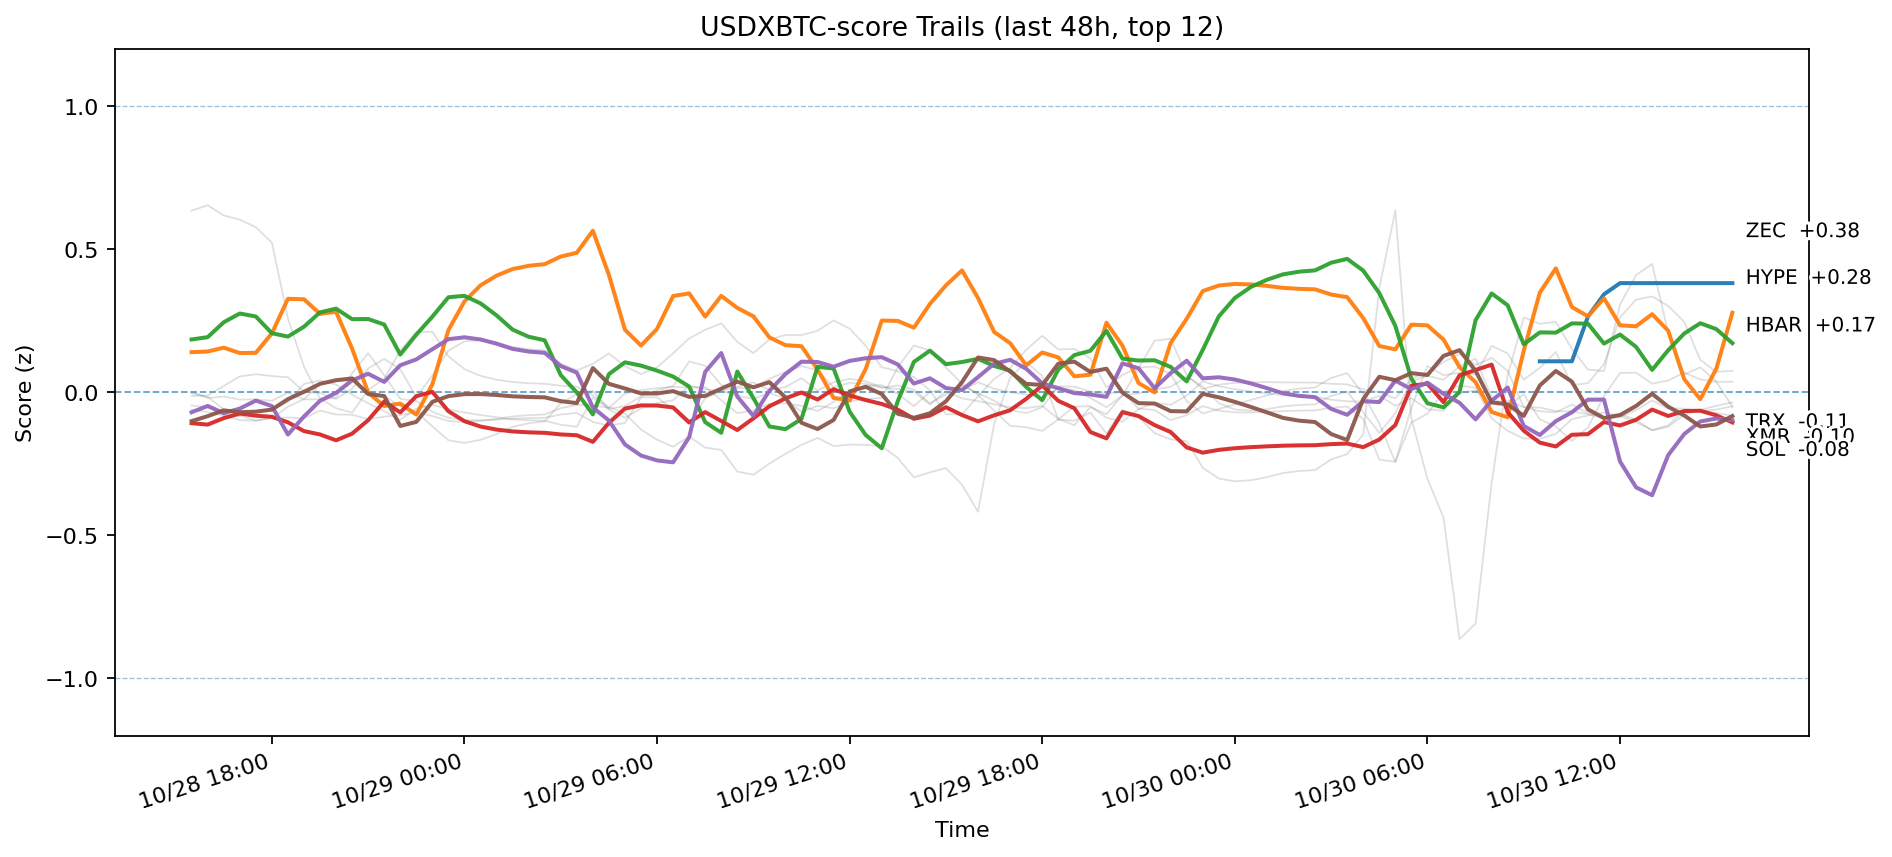 USDXBTC-score Trails (last 48h, top 12)
Score (z)
1.0
0.5
0.0
−0.5
−1.0
ZEC +0.38
HYPE +0.28
HBAR +0.17
TRX -0.11
XMR -0.10
SOL -0.08
10/28 18:00
10/29 00:00
10/29 06:00
10/29 12:00
10/29 18:00
10/30 00:00
10/30 06:00
10/30 12:00
Time